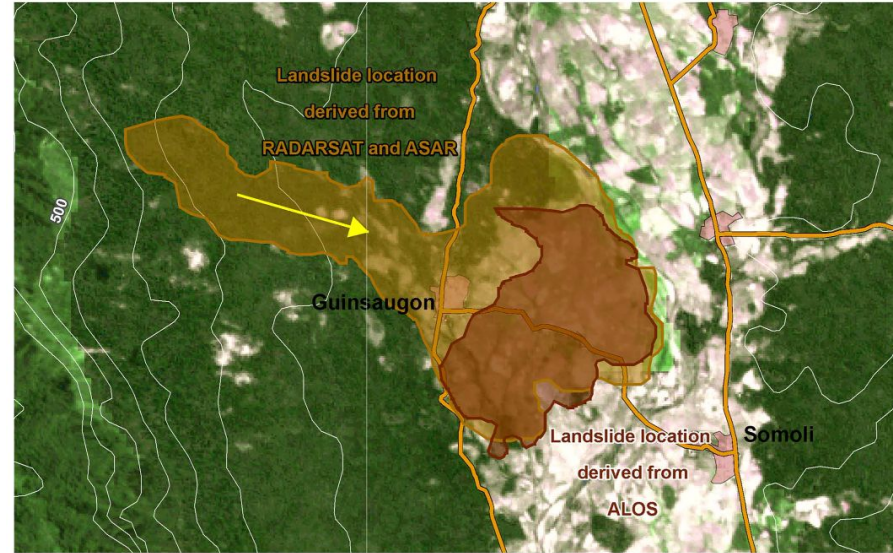 Landslide location
derived from
RADARSAT and ASAR
500
Guinsaugon
Landslide location
derived from
ALOS
Somoli